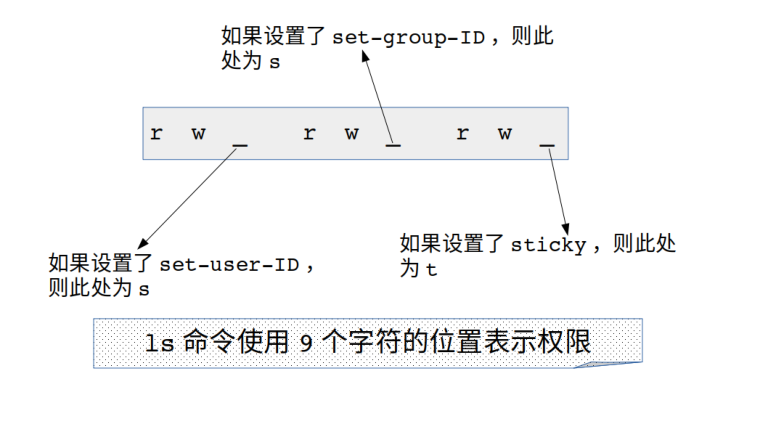 如果设置了 set-group-ID ，则此
处为 s
r w _ r w _ r w _
如果设置了 set-user-ID ，
则此处为 s
如果设置了 sticky ，则此处
为 t
ls 命令使用 9 个字符的位置表示权限